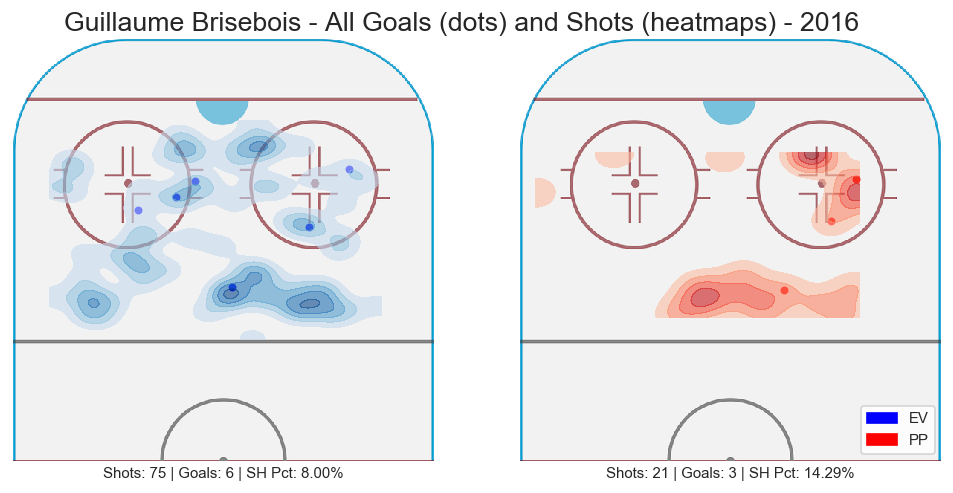 Guillaume Brisebois - All Goals (dots) and Shots (heatmaps) - 2016
EV
PP
Shots: 75 | Goals: 6 | SH Pct: 8.00%
Shots: 21 | Goals: 3 | SH Pct: 14.29%